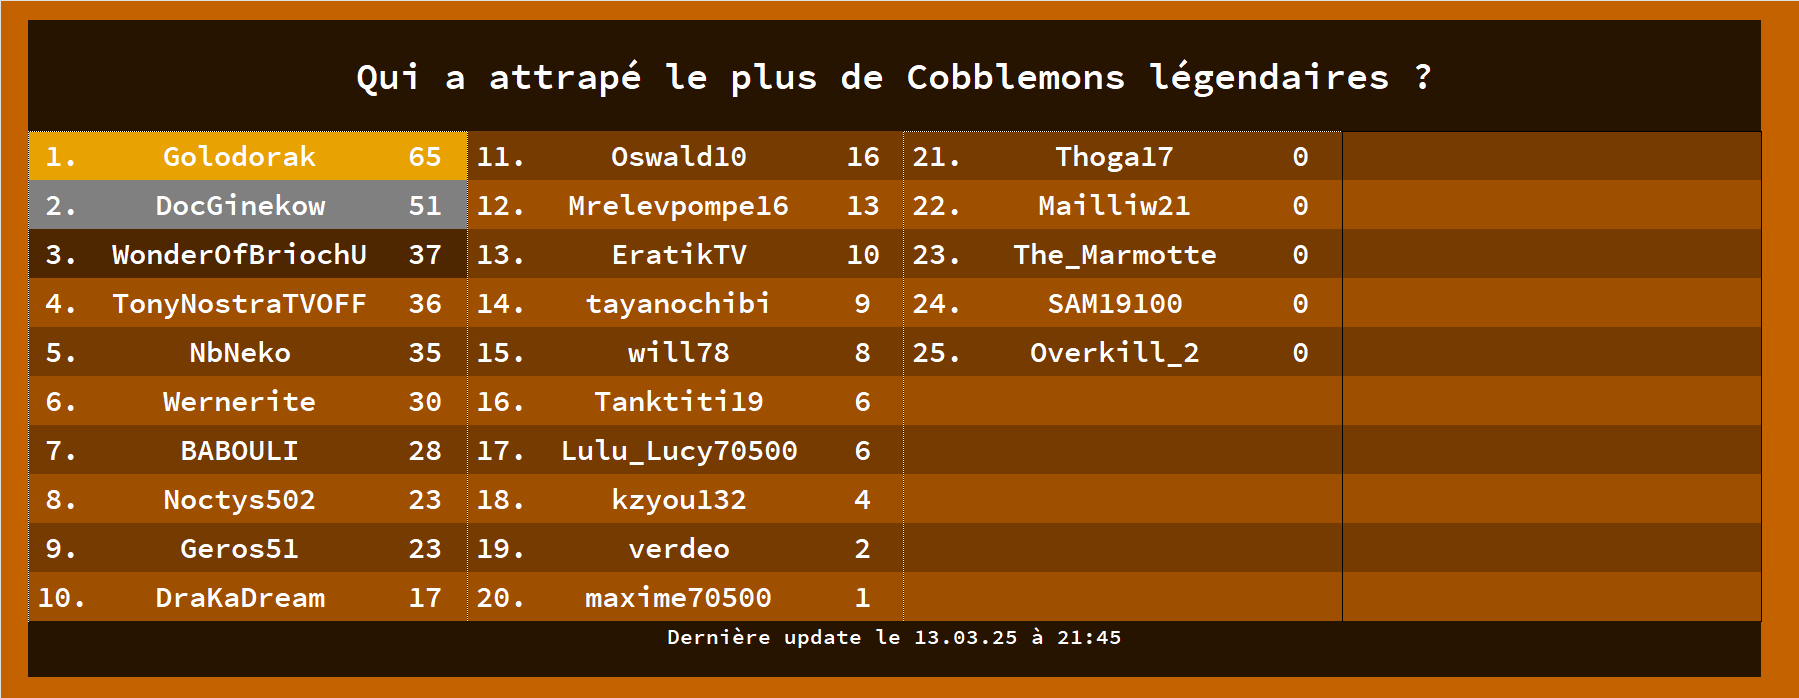 Qui a attrapé le plus de Cobblemons légendaires ?
1. Golodorak 65
2. DocGinekow 51
3. WonderOfBriochU 37
4. TonyNostraTVOFF 36
5. NbNeko 35
6. Wernerite 30
7. BABOULI 28
8. Noctys502 23
9. Geros51 23
10. DraKaDream 17
11. Oswald10 16
12. Mrelevpompe16 13
13. EratikTV 10
14. tayanochibi 9
15. will78 8
16. Tanktiti19 6
17. Lulu_Lucy70500 6
18. kzyou132 4
19. verdeo 2
20. maxime70500 1
21. Thoga17 0
22. Mailliw21 0
23. The_Marmotte 0
24. SAM19100 0
25. Overkill_2 0
Dernière update le 13.03.25 à 21:45